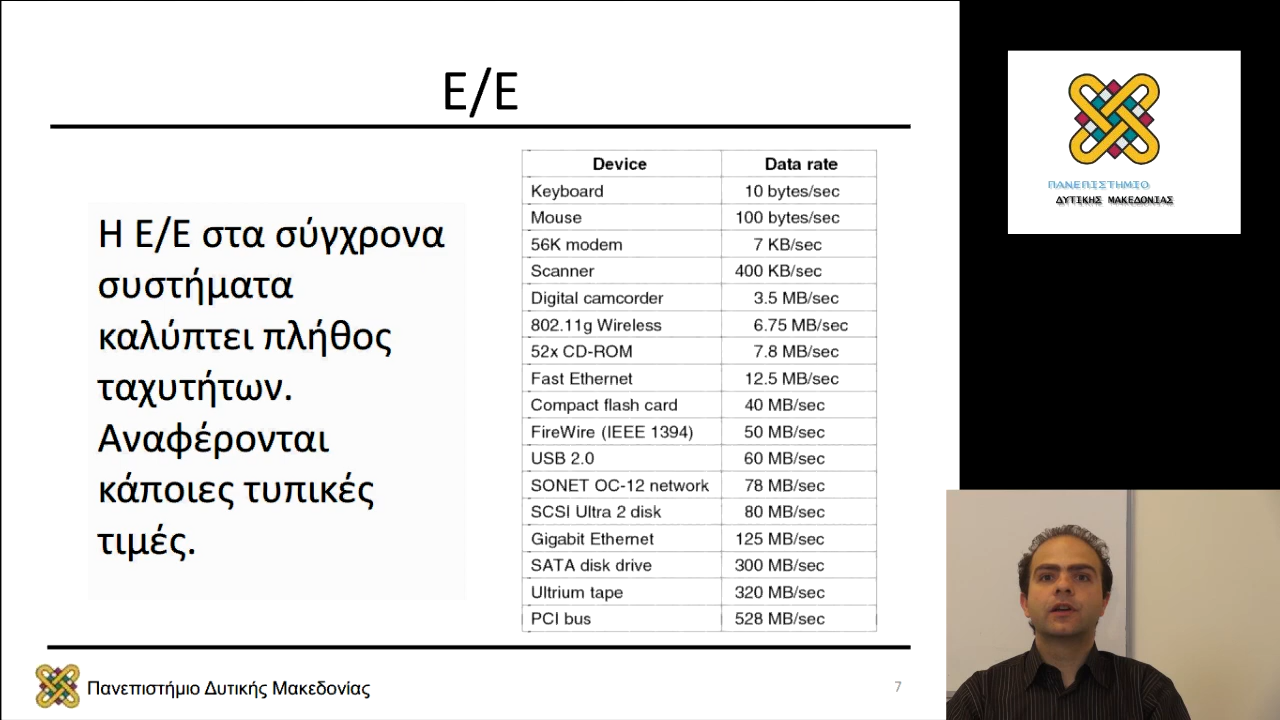 Ε/Ε
Η Ε/Ε στα σύγχρονα
συστήματα
καλύπτει πλήθος
ταχυτήτων.
Αναφέρονται
κάποιες τυπικές
τιμές.
Device Data rate
Keyboard 10 bytes/sec
Mouse 100 bytes/sec
56K modem 7 KB/sec
Scanner 400 KB/sec
Digital camcorder 3.5 MB/sec
802.11g Wireless 6.75 MB/sec
52x CD-ROM 7.8 MB/sec
Fast Ethernet 12.5 MB/sec
Compact flash card 40 MB/sec
FireWire (IEEE 1394) 50 MB/sec
USB 2.0 60 MB/sec
SONET OC-12 network 78 MB/sec
SCSI Ultra 2 disk 80 MB/sec
Gigabit Ethernet 125 MB/sec
SATA disk drive 300 MB/sec
Ultrium tape 320 MB/sec
PCI bus 528 MB/sec
Πανεπιστήμιο Δυτικής Μακεδονίας
7
ΠΑΝΕΠΙΣΤΗΜΙΟ
ΔΥΤΙΚΗΣ ΜΑΚΕΔΟΝΙΑΣ